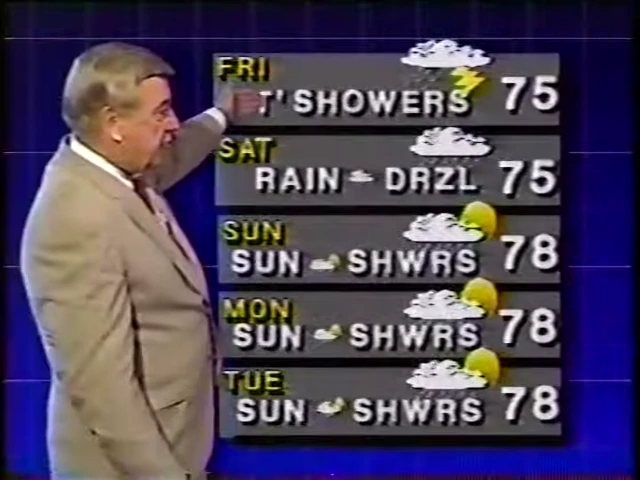 FRI
T'SHOWERS 75
SAT
RAIN DRZL 75
SUN
SUN SHWRS 78
MON
SUN SHWRS 78
TUE
SUN SHWRS 78